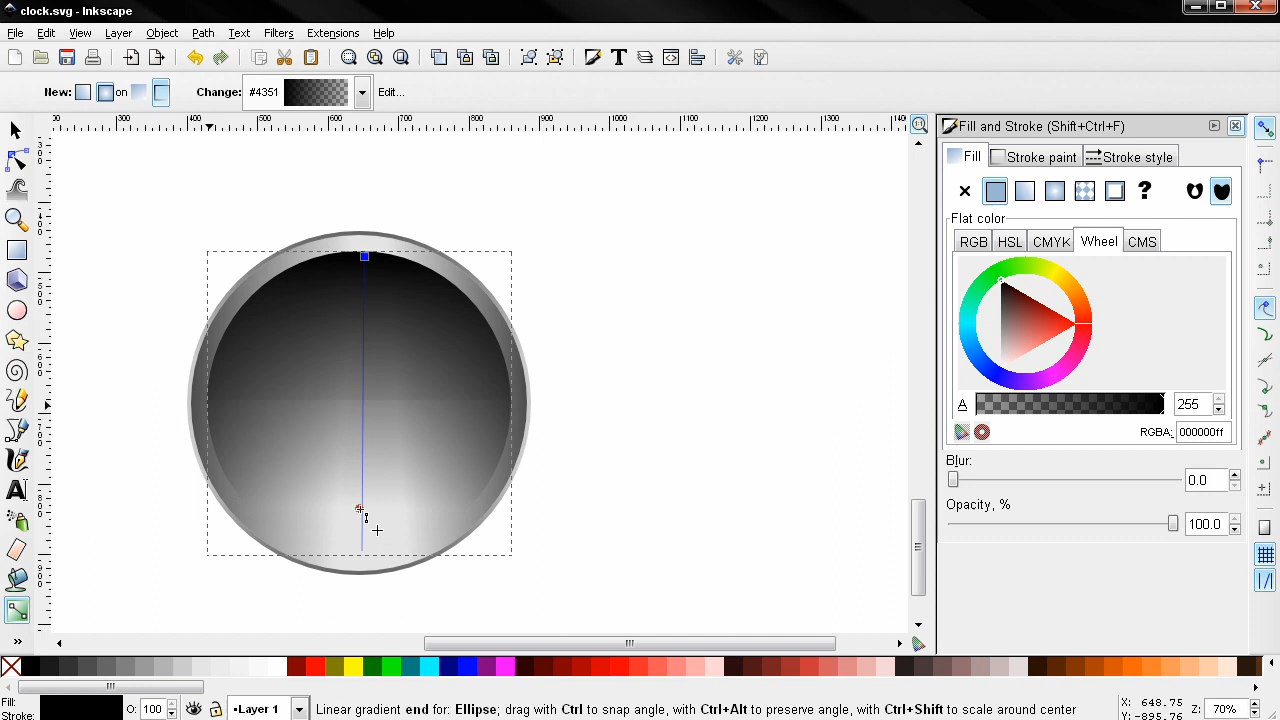 clock.svg - Inkscape
File Edit View Layer Object Path Text Filters Extensions Help
New: on Change: #4351 Edit...
Fill and Stroke (Shift+Ctrl+F)
Fill Stroke paint Stroke style
Flat color
RGB HSL CMYK Wheel CMS
A 255
RGBA: 000000ff
Blur:
0.0
Opacity, %
100.0
Fill:
Stroke:
O: 100
•Layer 1
Linear gradient end for: Ellipse; drag with Ctrl to snap angle, with Ctrl+Alt to preserve angle, with Ctrl+Shift to scale around center
X: 648.75
Z: 70%